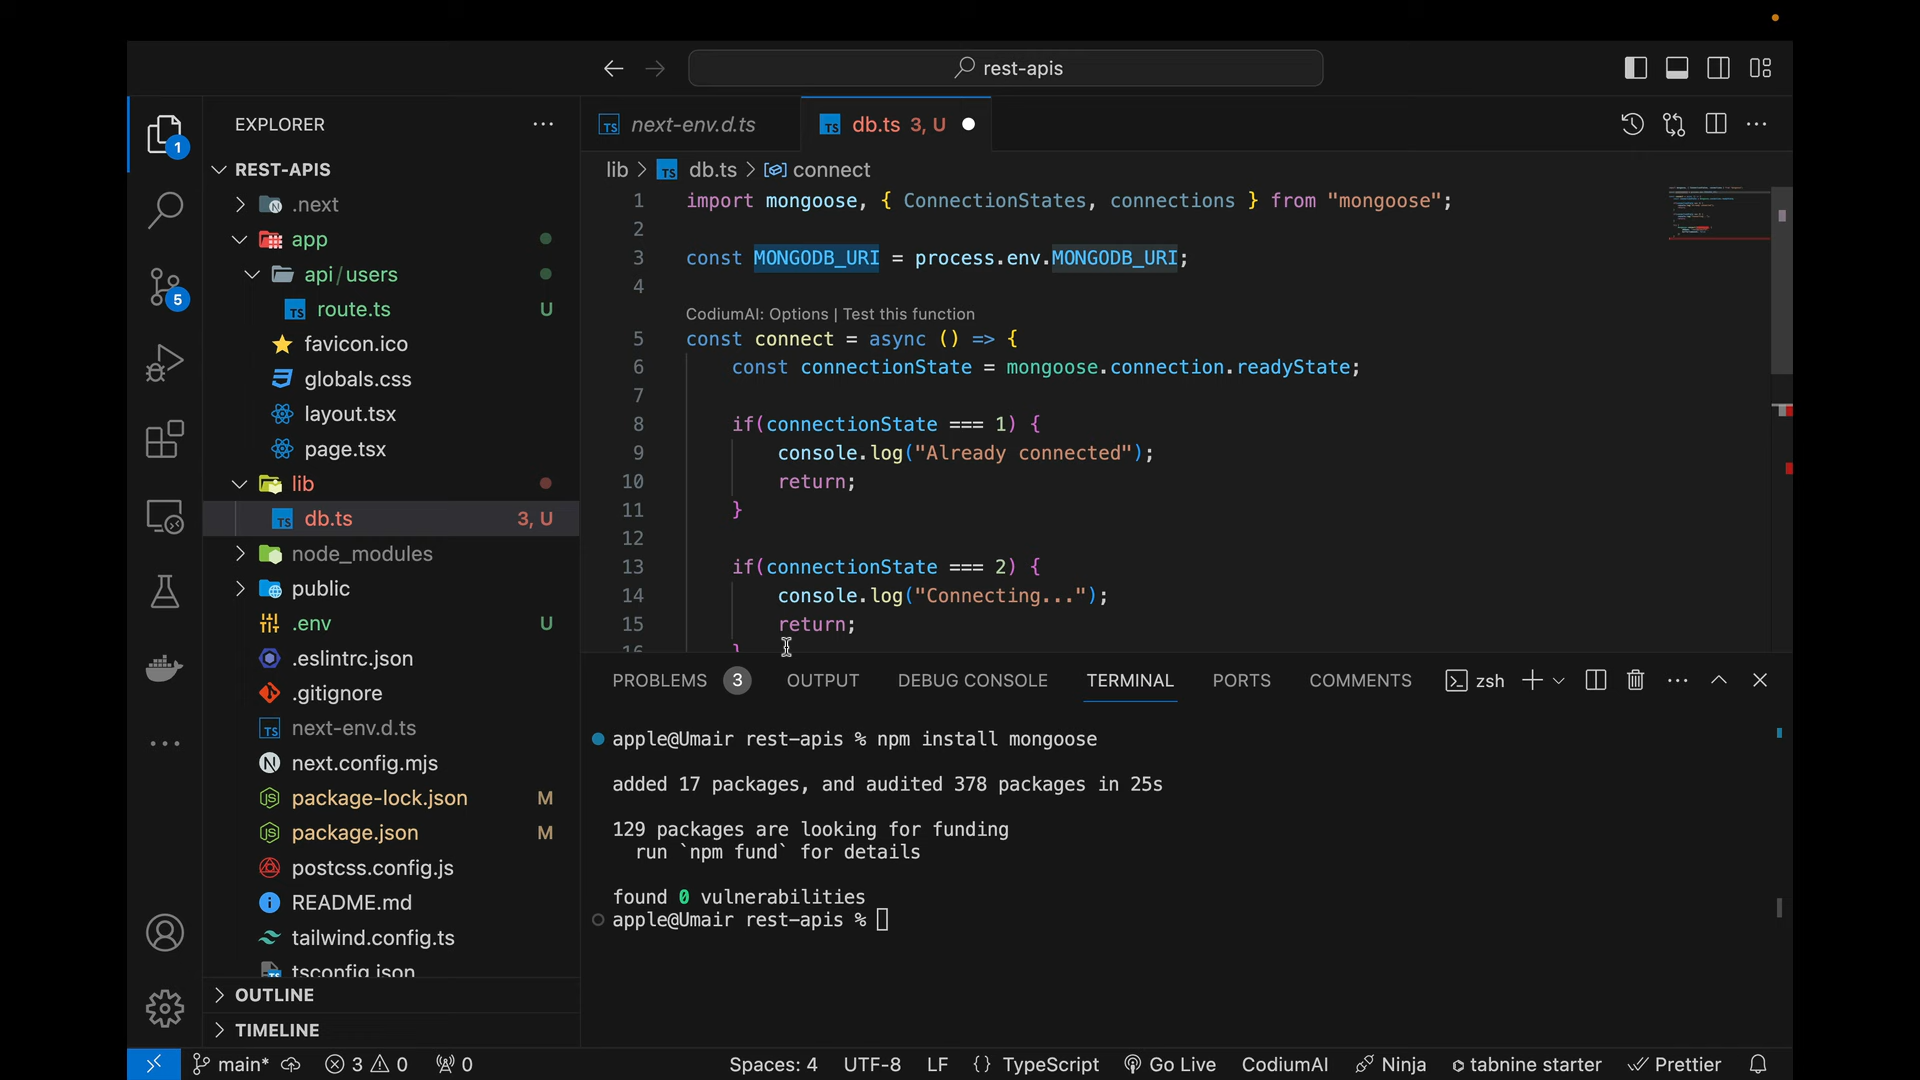 rest-apis
EXPLORER
next-env.d.ts
db.ts 3, U
REST-APIS
lib > db.ts > connect
.next
app
api/users
route.ts U
favicon.ico
globals.css
layout.tsx
page.tsx
lib
db.ts 3, U
node_modules
public
.env U
.eslintrc.json
.gitignore
next-env.d.ts
next.config.mjs
package-lock.json M
package.json M
postcss.config.js
README.md
tailwind.config.ts
tsconfig.json
OUTLINE
TIMELINE
1
5
1 import mongoose, { ConnectionStates, connections } from "mongoose";
2
3 const MONGODB_URI = process.env.MONGODB_URI;
4
CodiumAI: Options | Test this function
5 const connect = async () => {
6 const connectionState = mongoose.connection.readyState;
7
8 if(connectionState === 1) {
9 console.log("Already connected");
10 return;
11 }
12
13 if(connectionState === 2) {
14 console.log("Connecting...");
15 return;
16 }
PROBLEMS 3 OUTPUT DEBUG CONSOLE TERMINAL PORTS COMMENTS zsh
apple@Umair rest-apis % npm install mongoose
added 17 packages, and audited 378 packages in 25s
129 packages are looking for funding
run `npm fund` for details
found 0 vulnerabilities
apple@Umair rest-apis %
main* 3 0 0 Spaces: 4 UTF-8 LF {} TypeScript Go Live CodiumAI Ninja tabnine starter Prettier